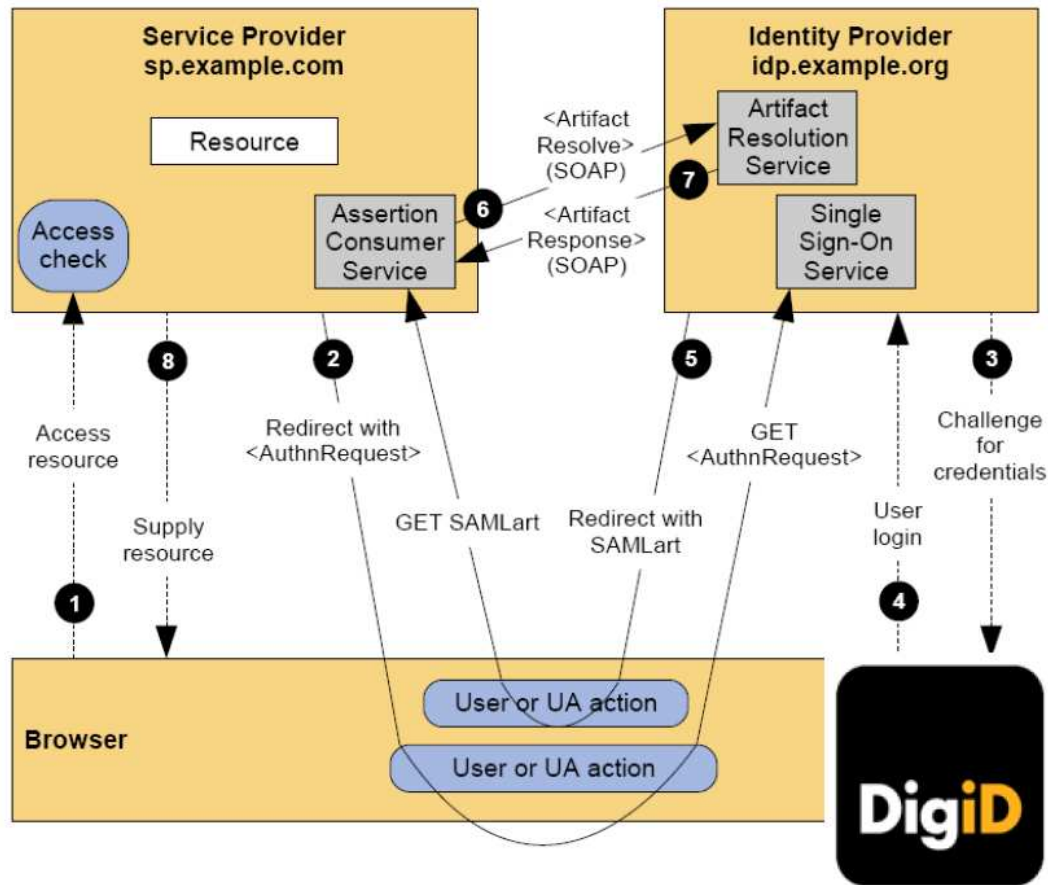 Service Provider
sp.example.com
Identity Provider
idp.example.org
Resource
Access
check
Assertion
Consumer
Service
6
<Artifact
Resolve>
(SOAP)
7
<Artifact
Response>
(SOAP)
Artifact
Resolution
Service
Single
Sign-On
Service
8
2
5
3
Access
resource
Redirect with
<AuthnRequest>
GET
<AuthnRequest>
Challenge
for
credentials
Supply
resource
GET SAMLart
Redirect with
SAMLart
User
login
1
4
Browser
User or UA action
User or UA action
DigiD